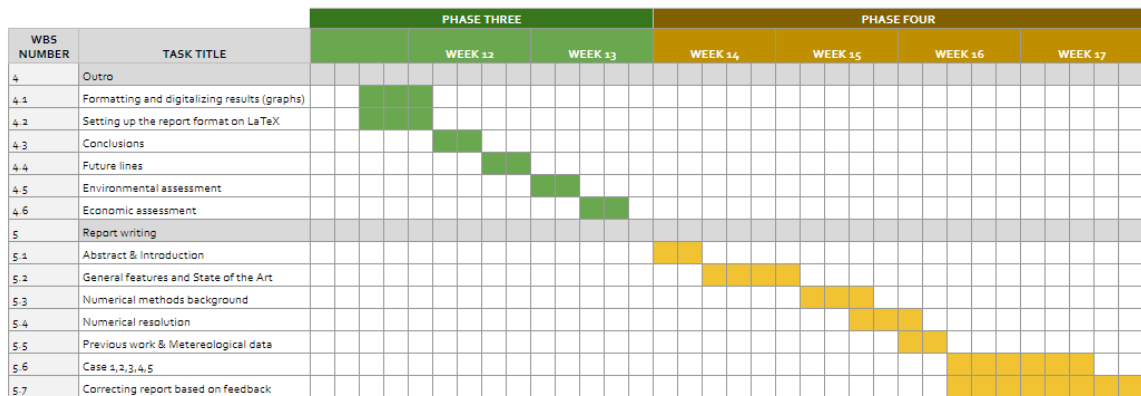 PHASE THREE PHASE FOUR
WBS NUMBER TASK TITLE WEEK 12 WEEK 13 WEEK 14 WEEK 15 WEEK 16 WEEK 17
4 Outro
4.1 Formatting and digitalizing results (graphs)
4.2 Setting up the report format on LaTeX
4.3 Conclusions
4.4 Future lines
4.5 Environmental assessment
4.6 Economic assessment
5 Report writing
5.1 Abstract & Introduction
5.2 General features and State of the Art
5.3 Numerical methods background
5.4 Numerical resolution
5.5 Previous work & Metereological data
5.6 Case 1,2,3,4,5
5.7 Correcting report based on feedback